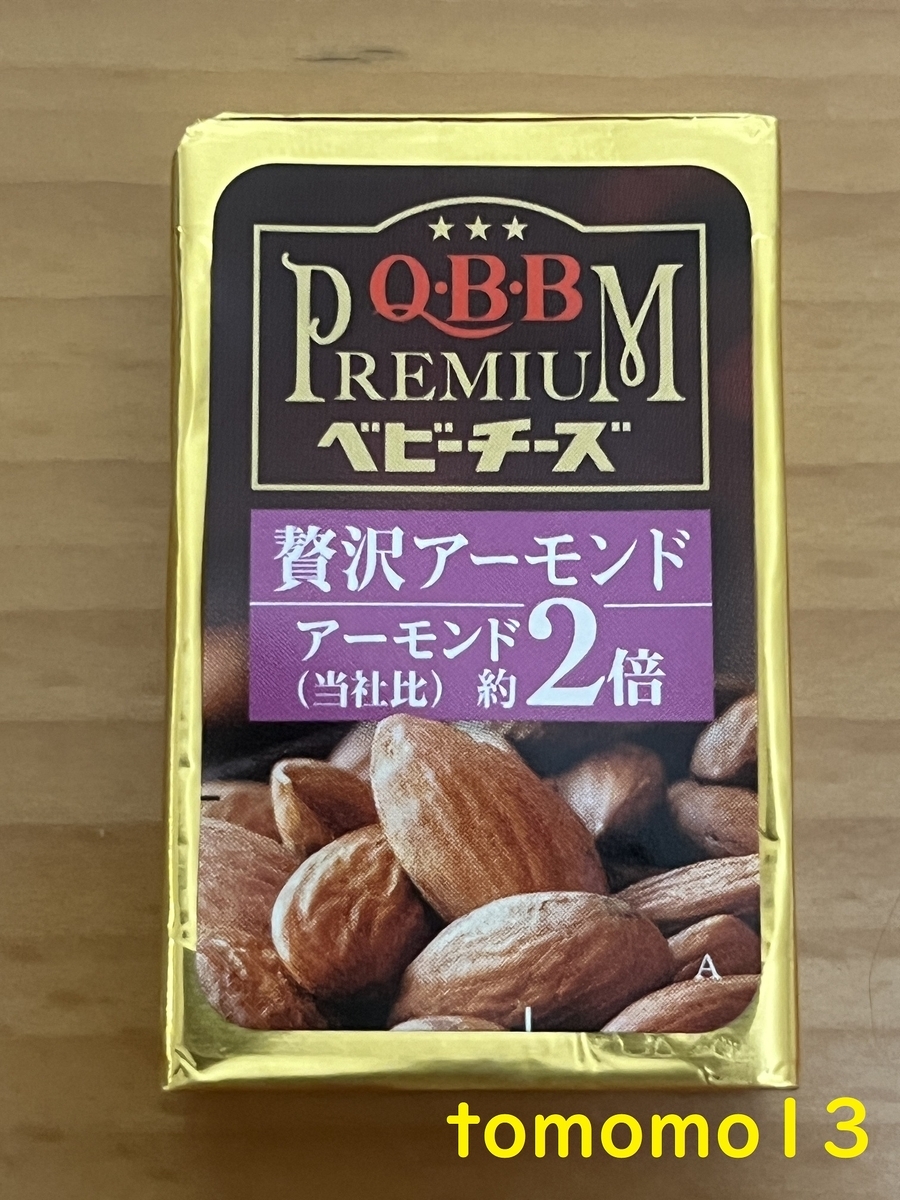 ★★★
Q・B・B
PREMIUM
ベビーチーズ
贅沢アーモンド
アーモンド
(当社比) 約2倍
A
tomomo13